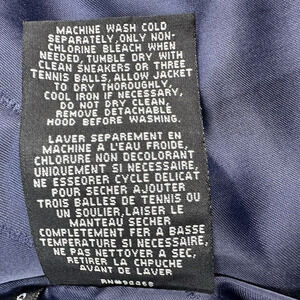 MACHINE WASH COLD
SEPARATELY, ONLY NON-
CHLORINE BLEACH WHEN
NEEDED, TUMBLE DRY WITH
CLEAN SNEAKERS OR THREE
TENNIS BALLS, ALLOW JACKET
TO DRY THOROUGHLY,
COOL IRON IF NECESSARY,
DO NOT DRY CLEAN,
REMOVE DETACHABLE
HOOD BEFORE WASHING.
LAVER SEPAREMENT EN
MACHINE A L'EAU FROIDE,
CHLORURE NON DECOLORANT
UNIQUEMENT SI NECESSAIRE,
NE ESSOREER CYCLE DELICAT
POUR SECHER AJOUTER
TROIS BALLES DE TENNIS OU
UN SOULIER, LAISER LE
MANTEAU SECHER
COMPLETEMENT FER A BASSE
TEMPERATURE SI NECESSAIRE,
NE PAS NETTOYER A SEC,
RETIRER LA CHPUCHE
AVANT DE LAVER